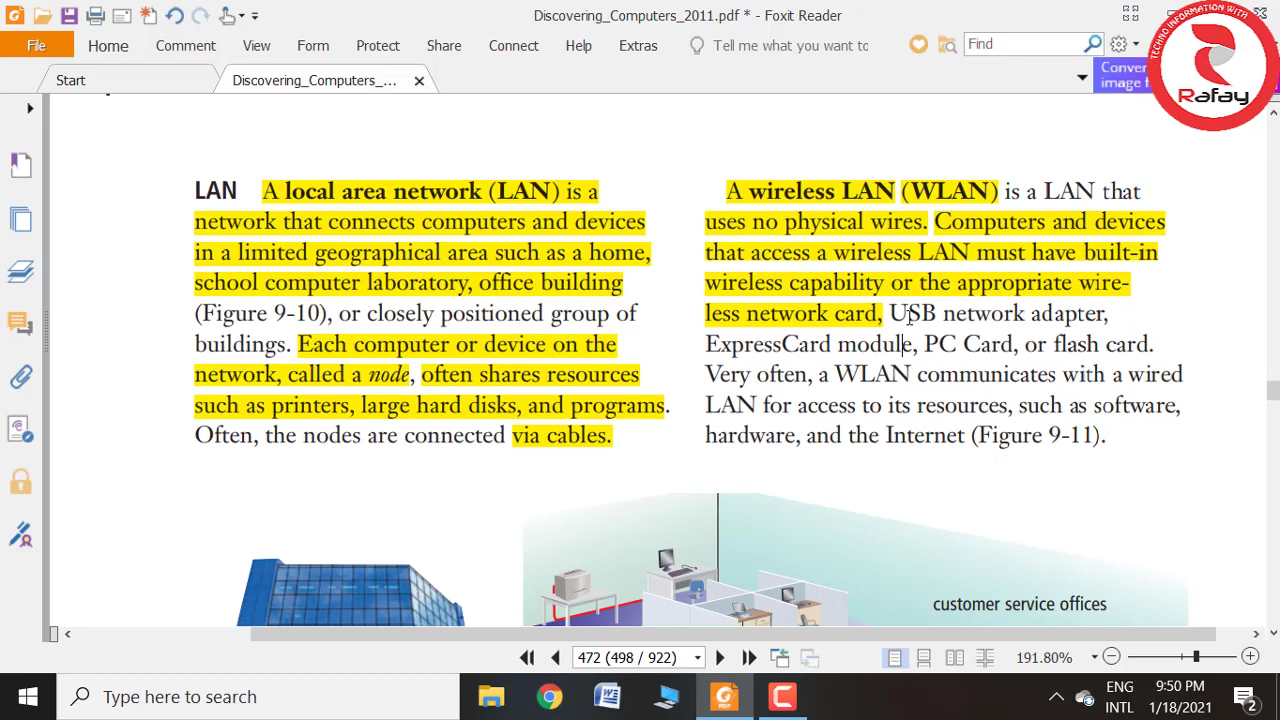 Discovering_Computers_2011.pdf * - Foxit Reader
File Home Comment View Form Protect Share Connect Help Extras Tell me what you want to Find
Start Discovering_Computers_...
Conver
image f
TECHNO INFORMATION WITH
Rafay
LAN A local area network (LAN) is a
network that connects computers and devices
in a limited geographical area such as a home,
school computer laboratory, office building
(Figure 9-10), or closely positioned group of
buildings. Each computer or device on the
network, called a node, often shares resources
such as printers, large hard disks, and programs.
Often, the nodes are connected via cables.
A wireless LAN (WLAN) is a LAN that
uses no physical wires. Computers and devices
that access a wireless LAN must have built-in
wireless capability or the appropriate wire-
less network card, USB network adapter,
ExpressCard module, PC Card, or flash card.
Very often, a WLAN communicates with a wired
LAN for access to its resources, such as software,
hardware, and the Internet (Figure 9-11).
customer service offices
472 (498 / 922) 191.80%
Type here to search
ENG 9:50 PM
INTL 1/18/2021
2